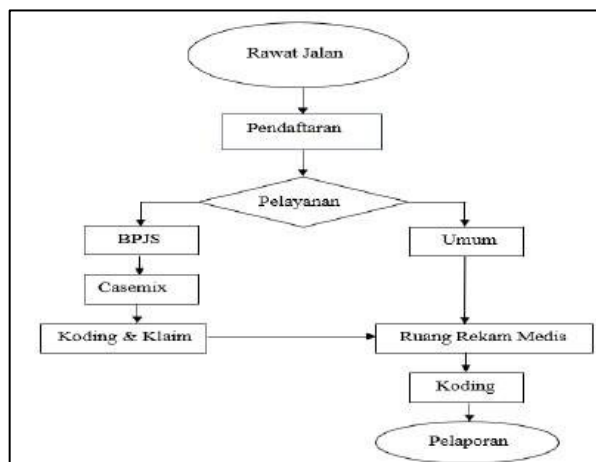 Rawat Jalan
Pendaftaran
Pelayanan
BPJS
Umum
Casemix
Koding & Klaim
Ruang Rekam Medis
Koding
Pelaporan